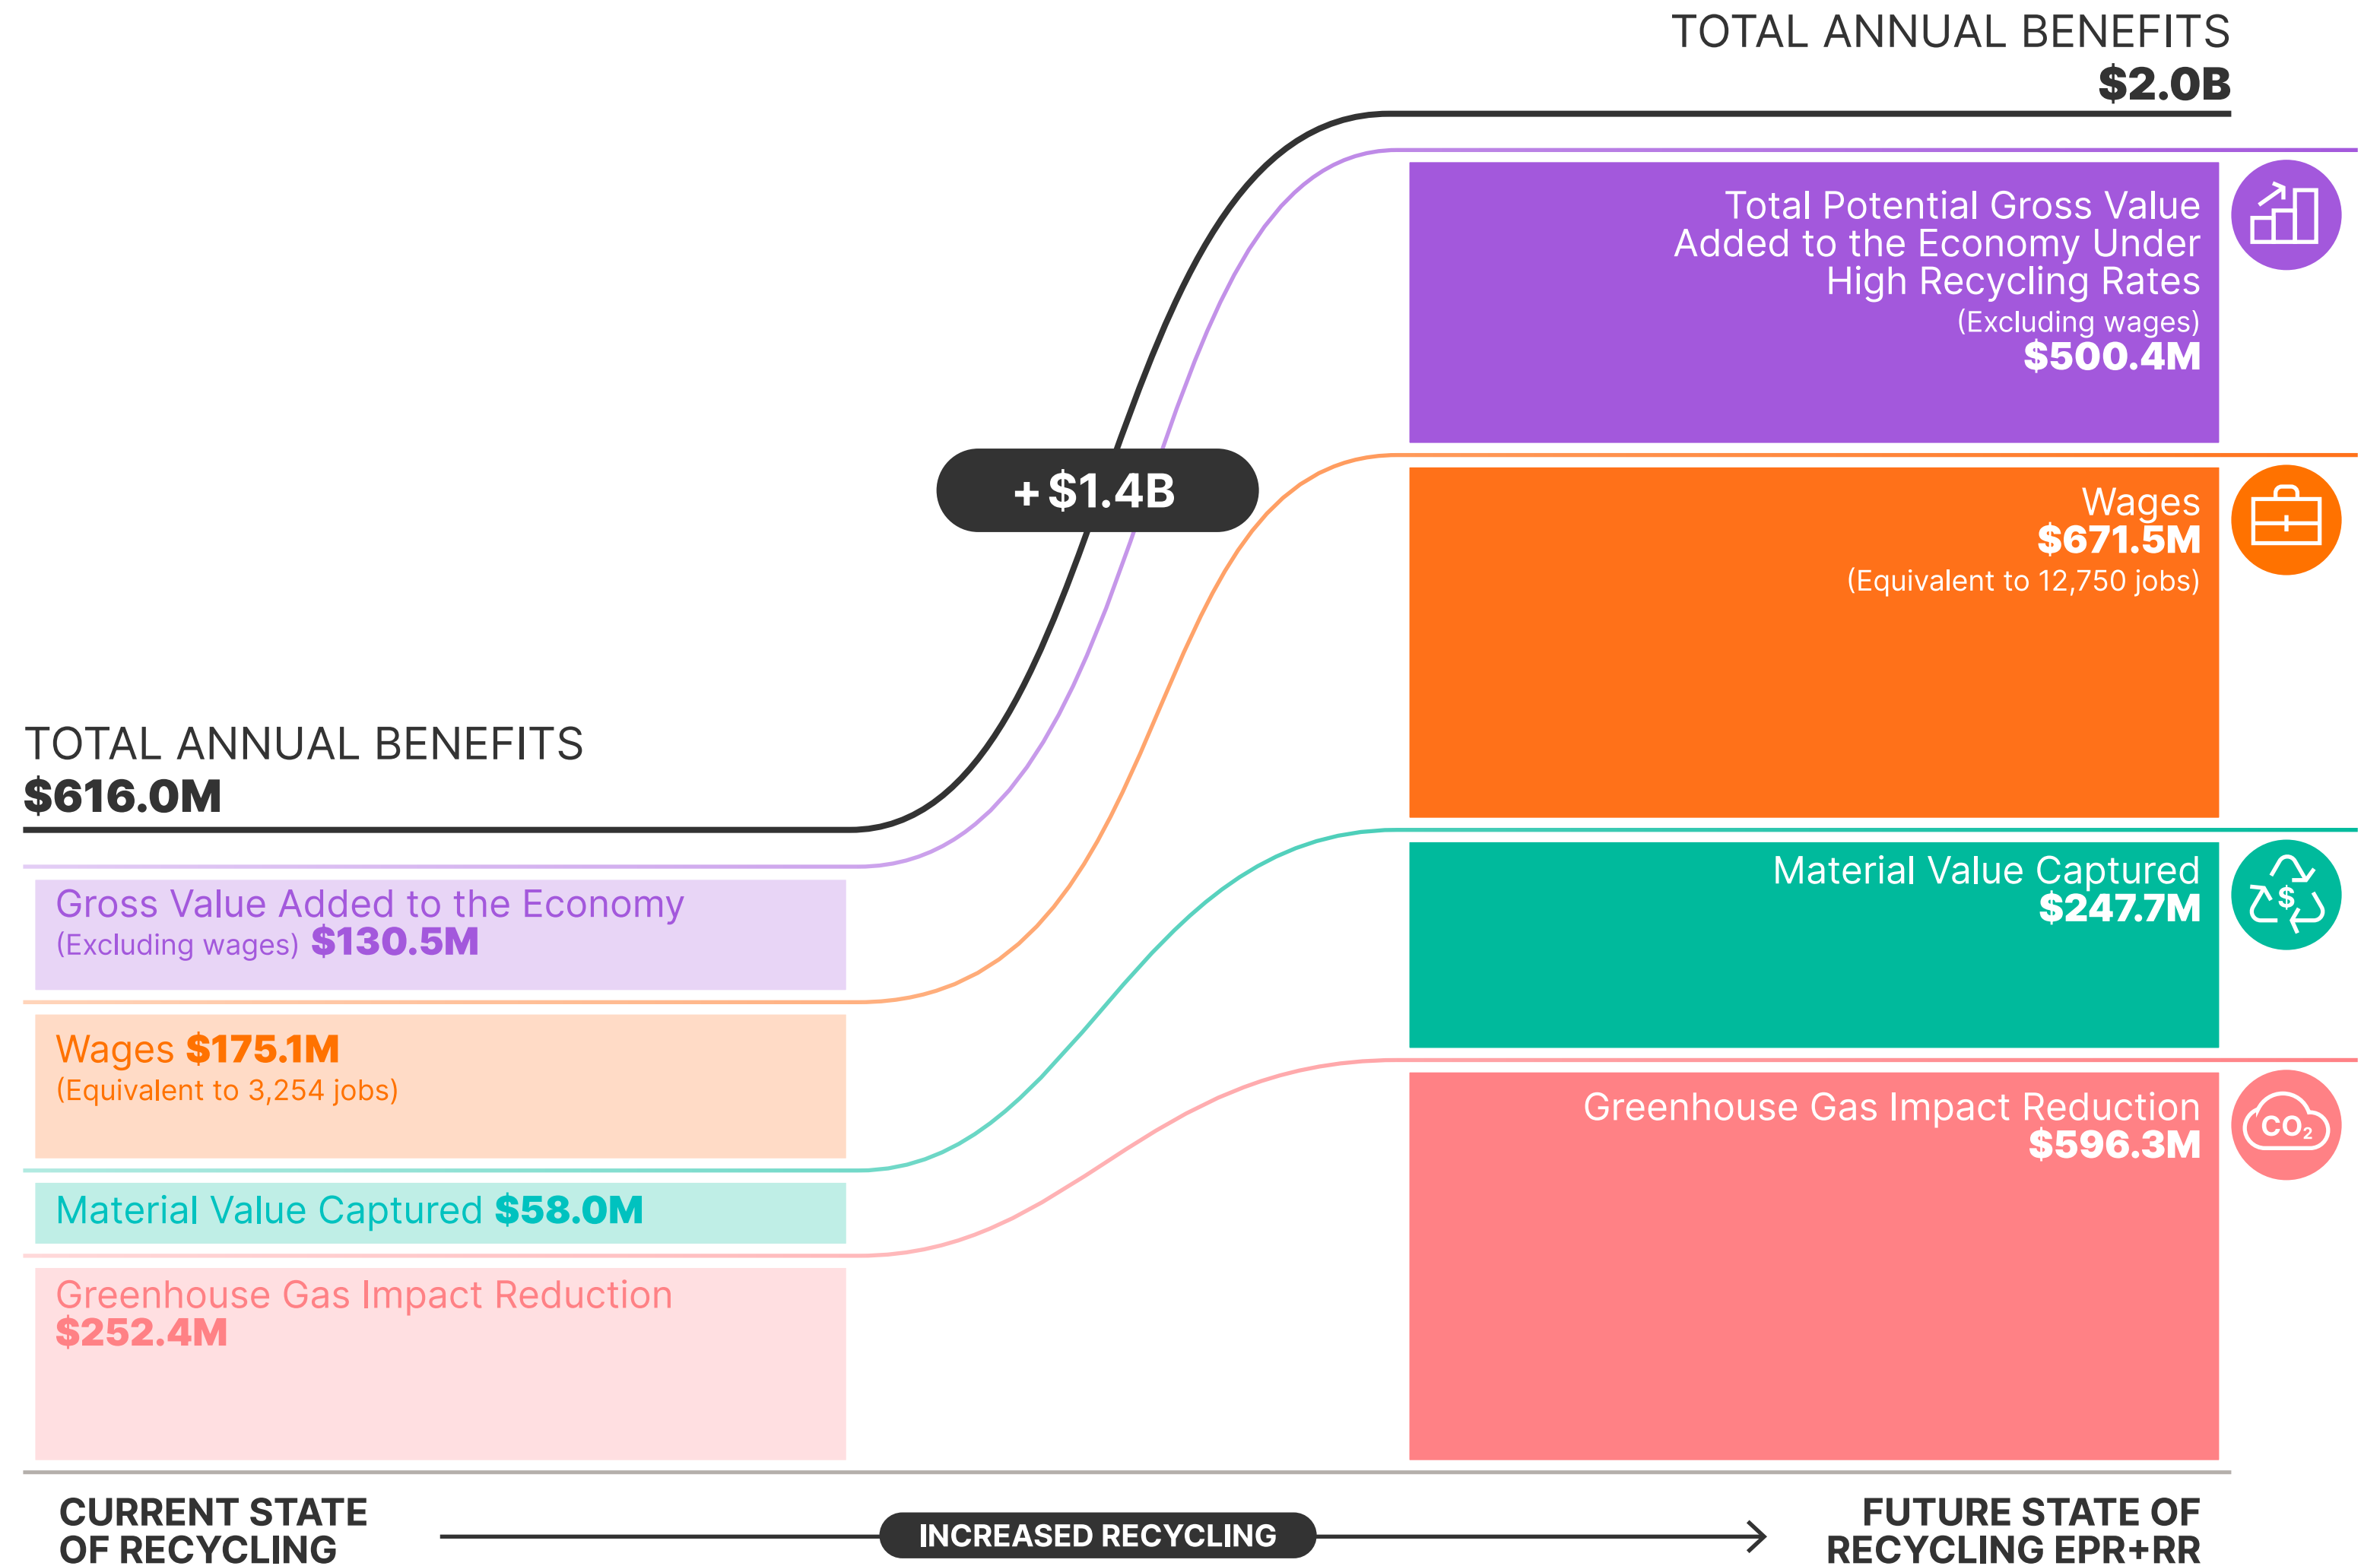 TOTAL ANNUAL BENEFITS
$2.0B
Total Potential Gross Value
Added to the Economy Under
High Recycling Rates
(Excluding wages)
$500.4M
+$1.4B
Wages
$671.5M
(Equivalent to 12,750 jobs)
TOTAL ANNUAL BENEFITS
$616.0M
Gross Value Added to the Economy
(Excluding wages) $130.5M
Material Value Captured
$247.7M
$
Wages $175.1M
(Equivalent to 3,254 jobs)
Greenhouse Gas Impact Reduction
$596.3M
CO₂
Material Value Captured $58.0M
Greenhouse Gas Impact Reduction
$252.4M
CURRENT STATE
OF RECYCLING
INCREASED RECYCLING
FUTURE STATE OF
RECYCLING EPR+RR